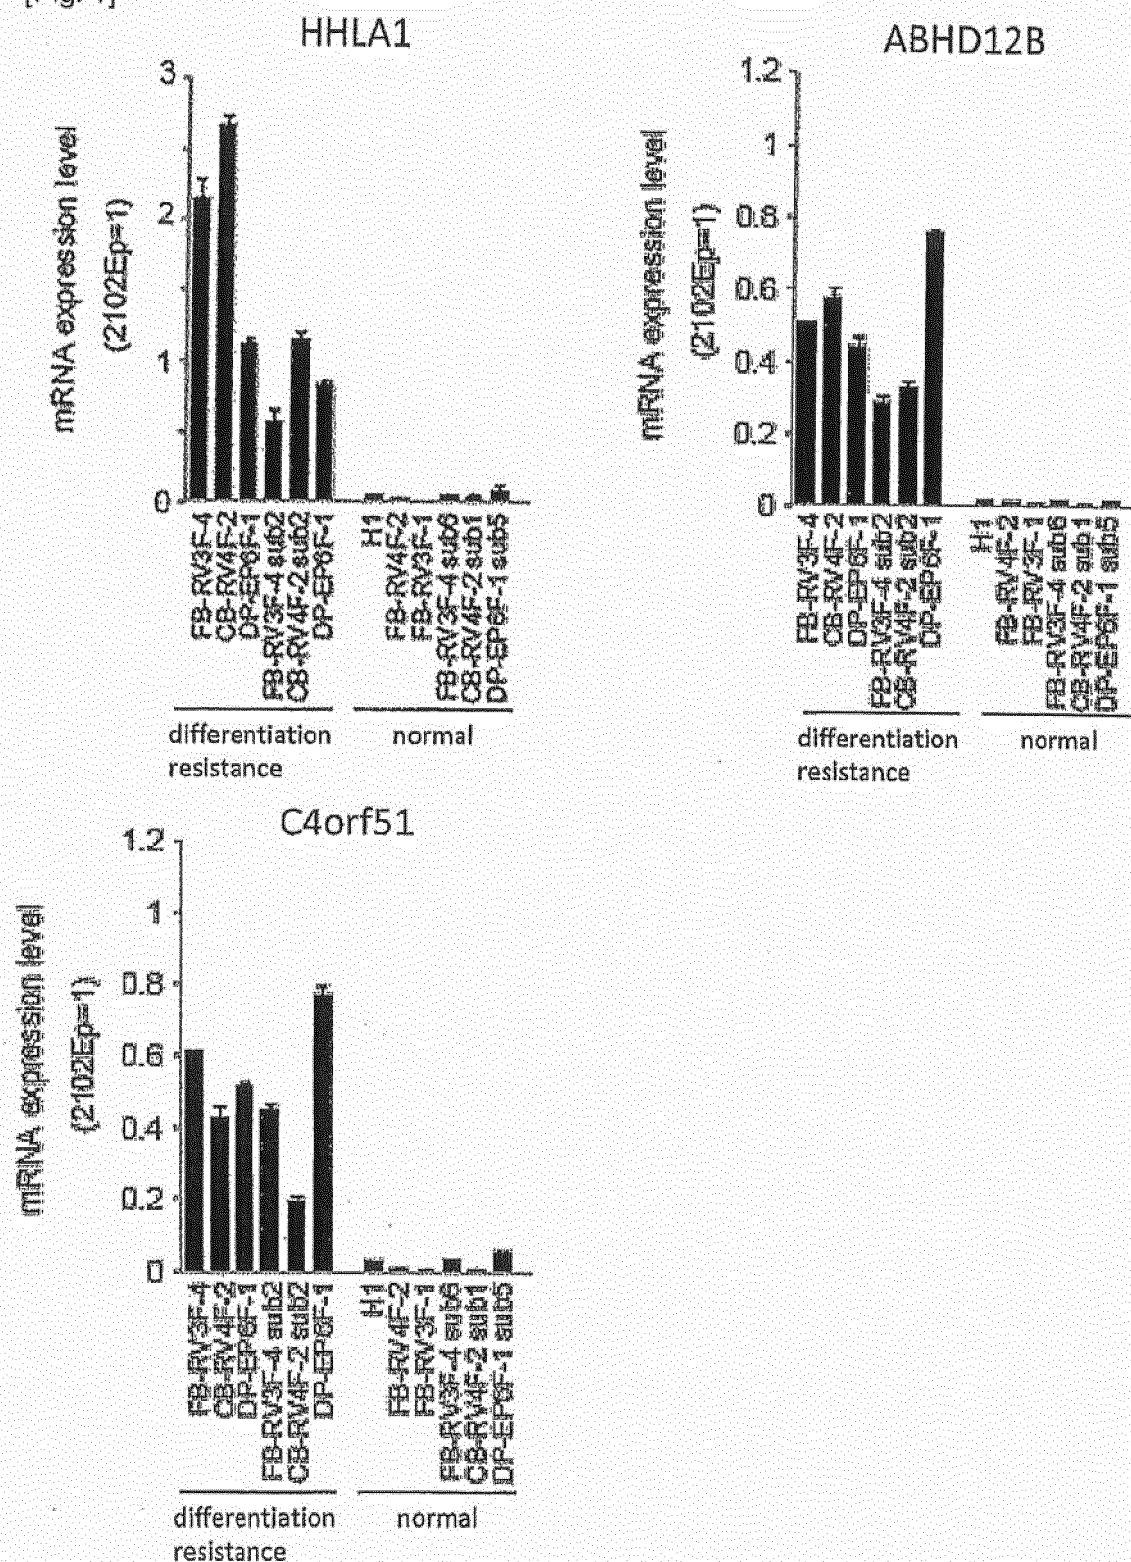 HHLA1
3
2
1
0
mRNA expression level
(2102Ep=1)
FB-RV3F-4
CB-RV4F-2
DP-EP6F-1
FB-RV3F-4 sub2
CB-RV4F-2 sub2
DP-EP6F-1
H1
FB-RV4F-2
FB-RV3F-1
FB-RV3F-4 sub6
CB-RV4F-2 sub1
DP-EP6F-1 sub5
differentiation
resistance
normal
ABHD12B
1.2
1
0.8
0.6
0.4
0.2
0
mRNA expression level
(2102Ep=1)
FB-RV3F-4
CB-RV4F-2
DP-EP6F-1
FB-RV3F-4 sub2
CB-RV4F-2 sub2
DP-EP6F-1
H1
FB-RV4F-2
FB-RV3F-1
FB-RV3F-4 sub6
CB-RV4F-2 sub1
DP-EP6F-1 sub5
differentiation
resistance
normal
C4orf51
1.2
1
0.8
0.6
0.4
0.2
0
mRNA expression level
(2102Ep=1)
FB-RV3F-4
CB-RV4F-2
DP-EP6F-1
FB-RV3F-4 sub2
CB-RV4F-2 sub2
DP-EP6F-1
H1
FB-RV4F-2
FB-RV3F-1
FB-RV3F-4 sub6
CB-RV4F-2 sub1
DP-EP6F-1 sub5
differentiation
resistance
normal